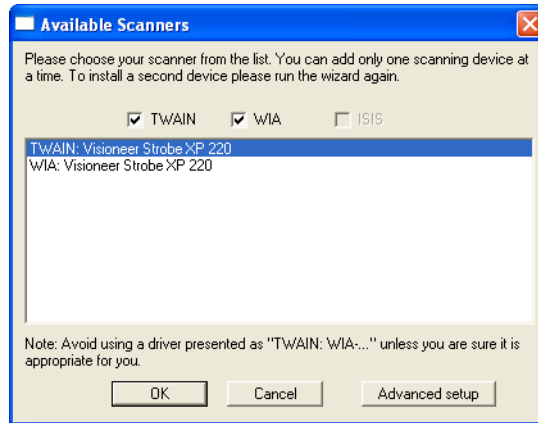 Available Scanners
Please choose your scanner from the list. You can add only one scanning device at
a time. To install a second device please run the wizard again.
TWAIN WIA ISIS
TWAIN: Visioneer Strobe XP 220
WIA: Visioneer Strobe XP 220
Note: Avoid using a driver presented as "TWAIN: WIA-..." unless you are sure it is
appropriate for you.
OK Cancel Advanced setup